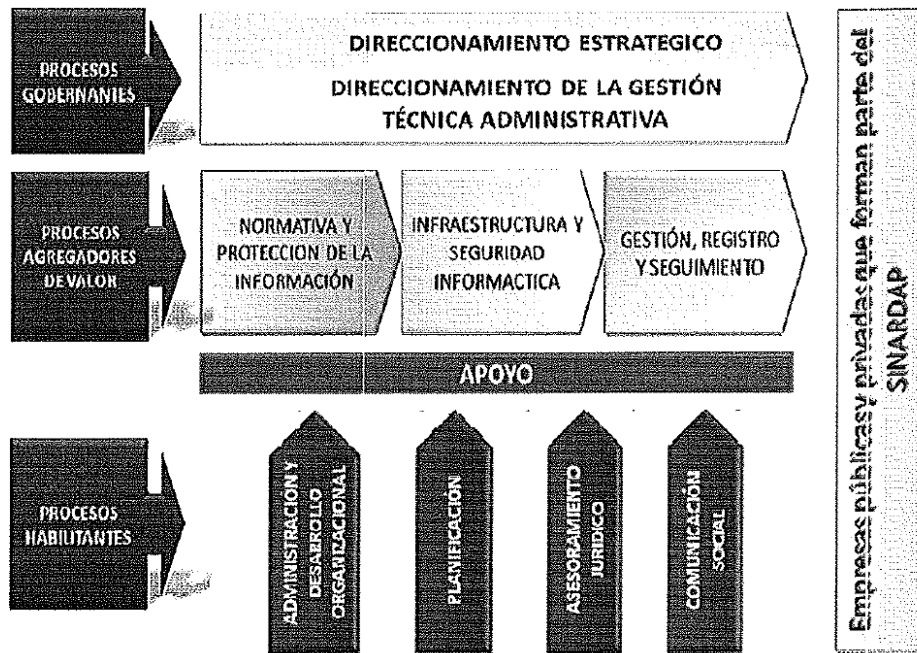 PROCESOS
GOBERNANTES
DIRECCIONAMIENTO ESTRATEGICO
DIRECCIONAMIENTO DE LA GESTIÓN
TÉCNICA ADMINISTRATIVA
PROCESOS
AGREGADORES
DE VALOR
NORMATIVA Y
PROTECCION DE LA
INFORMACIÓN
INFRAESTRUCTURA Y
SEGURIDAD
INFORMACTICA
GESTIÓN, REGISTRO
Y SEGUIMIENTO
APOYO
PROCESOS
HABILITANTES
ADMINISTRACION Y
DESARROLLO
ORGANIZACIONAL
PLANIFICACIÓN
ASESORAMIENTO
JURIDICO
COMUNICACIÓN
SOCIAL
Empresas públicas y privadas que forman parte del
SINARDAP